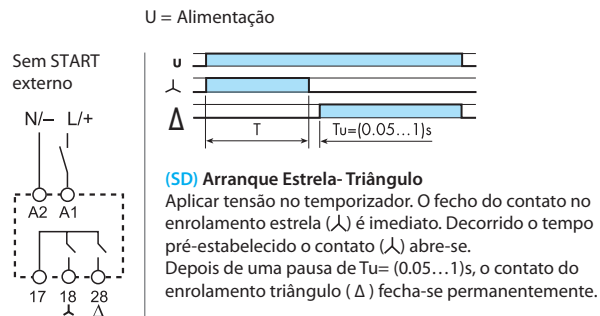 U = Alimentação
Sem START
externo
N/– L/+
A2 A1
17 18 28
⅄ Δ
U
⅄
Δ
T Tu=(0.05…1)s
(SD) Arranque Estrela- Triângulo
Aplicar tensão no temporizador. O fecho do contato no
enrolamento estrela (⅄) é imediato. Decorrido o tempo
pré-estabelecido o contato (⅄) abre-se.
Depois de uma pausa de Tu= (0.05…1)s, o contato do
enrolamento triângulo ( Δ ) fecha-se permanentemente.